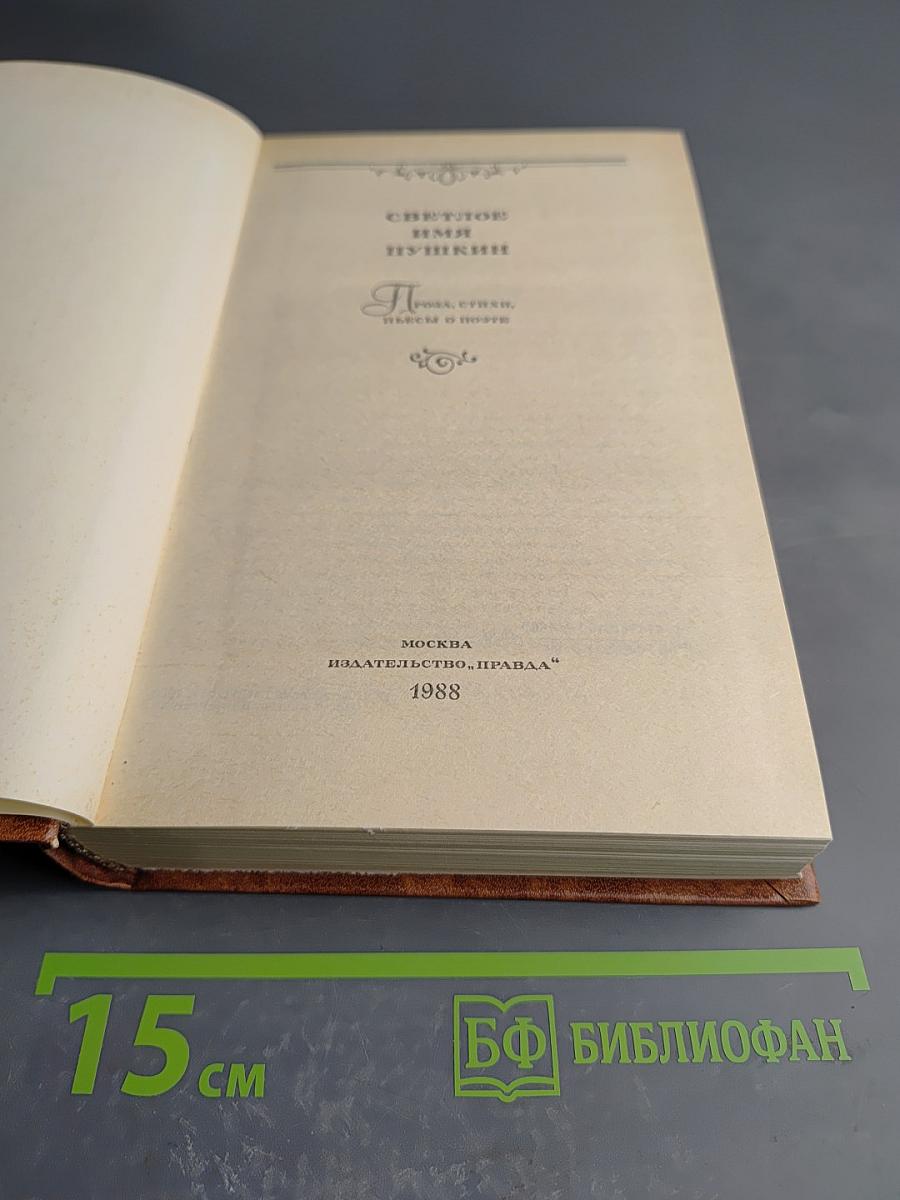 СВЕТЛОЕ
ИМЯ
ПУШКИН
ПРОЗА, СТИХИ,
ПЬЕСЫ О ПОЭТЕ
МОСКВА
ИЗДАТЕЛЬСТВО „ПРАВДА“
1988
15 СМ
БФ БИБЛИОФАН